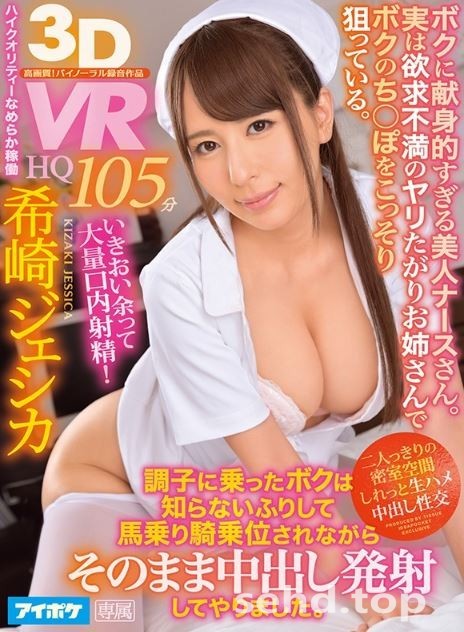 ボクに献身的すぎる美人ナースさん。
実は欲求不満のヤリたがりお姉さんで
ボクのち○ぽをこっそり
狙っている。
ハイクオリティーなめらか稼働
3D
高画質!バイノーラル録音作品
VR
HQ
105分
希崎ジェシカ
KIZAKI JESSICA
いきおい余って
大量口内射精!
二人っきりの
密室空間
しれっと生ハメ
中出し性交
PRODUCED BY TISSUE
IDEAPOCKET
EXCLUSIVE
調子に乗ったボクは
知らないふりして
馬乗り騎乗位されながら
そのまま中出し発射
してやりました。
アイポケ
専属
sehd.top